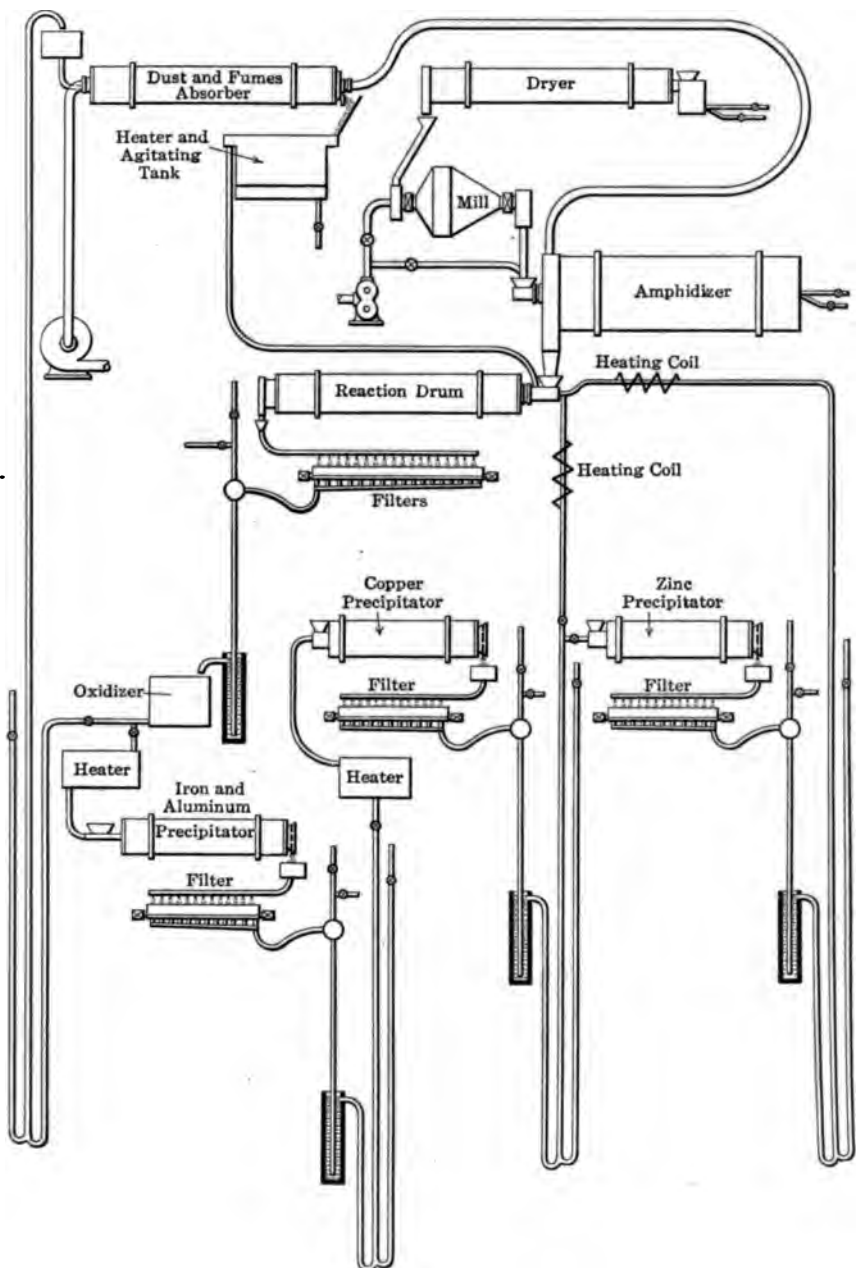 Dust and Fumes
Absorber
Dryer
Heater and
Agitating
Tank
Mill
Amphidizer
Heating Coil
Reaction Drum
Heating Coil
Filters
Copper
Precipitator
Zinc
Precipitator
Oxidizer
Filter
Filter
Heater
Heater
Iron and
Aluminum
Precipitator
Filter